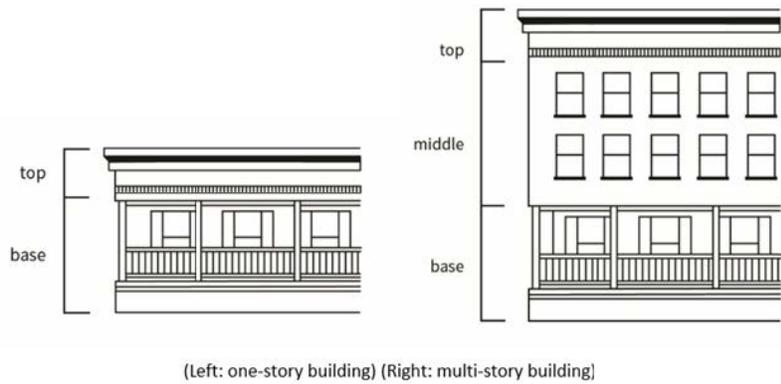 top
base
top
middle
base
(Left: one-story building) (Right: multi-story building)